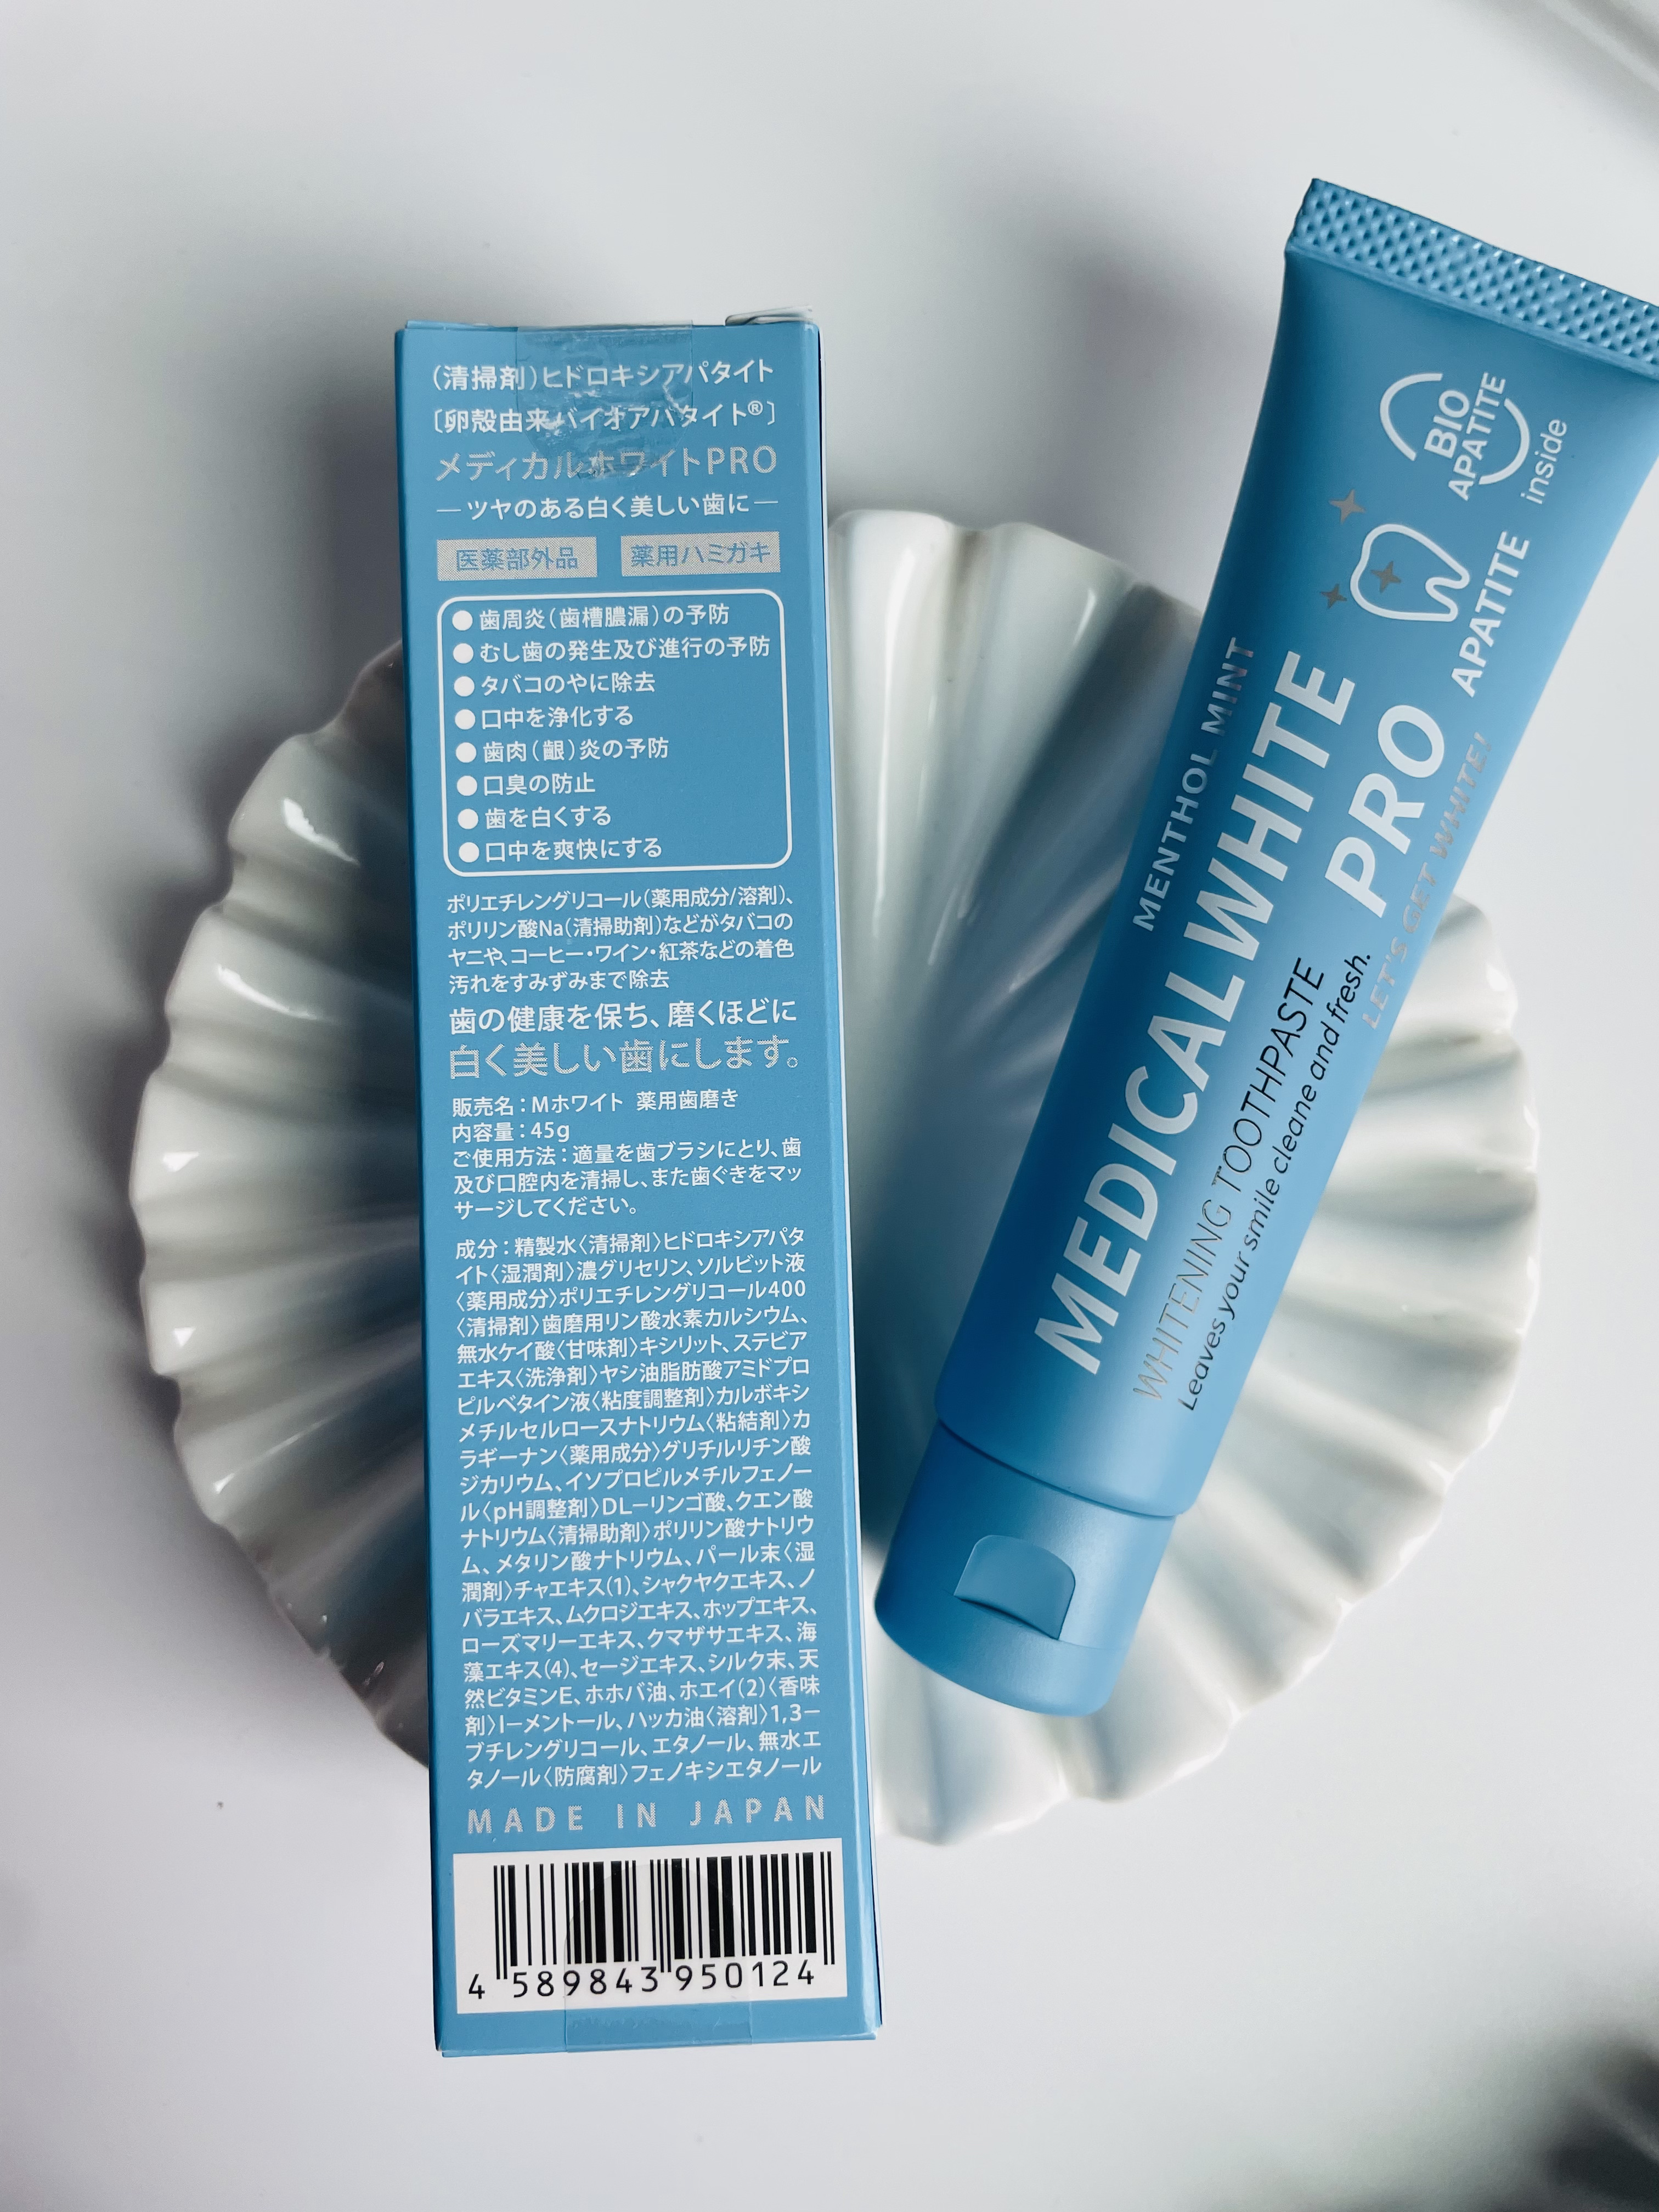 （清掃剤）ヒドロキシアパタイト
〔卵殻由来バイオアパタイト®〕
メディカルホワイトPRO
―ツヤのある白く美しい歯に―
医薬部外品 薬用ハミガキ
●歯周炎（歯槽膿漏）の予防
●むし歯の発生及び進行の予防
●タバコのやに除去
●口中を浄化する
●歯肉（齦）炎の予防
●口臭の防止
●歯を白くする
●口中を爽快にする
ポリエチレングリコール（薬用成分/溶剤）、
ポリリン酸Na（清掃助剤）などがタバコの
ヤニや、コーヒー・ワイン・紅茶などの着色
汚れをすみずみまで除去
歯の健康を保ち、磨くほどに
白く美しい歯にします。
販売名：Mホワイト 薬用歯磨き
内容量：45g
ご使用方法：適量を歯ブラシにとり、歯
及び口腔内を清掃し、また歯ぐきをマッ
サージしてください。
成分：精製水〈清掃剤〉ヒドロキシアパタ
イト〈湿潤剤〉濃グリセリン、ソルビット液
〈薬用成分〉ポリエチレングリコール400
〈清掃剤〉歯磨用リン酸水素カルシウム、
無水ケイ酸〈甘味剤〉キシリット、ステビア
エキス〈洗浄剤〉ヤシ油脂肪酸アミドプロ
ピルベタイン液〈粘度調整剤〉カルボキシ
メチルセルロースナトリウム〈粘結剤〉カ
ラギーナン〈薬用成分〉グリチルリチン酸
ジカリウム、イソプロピルメチルフェノー
ル〈pH調整剤〉DL－リンゴ酸、クエン酸
ナトリウム〈清掃助剤〉ポリリン酸ナトリウ
ム、メタリン酸ナトリウム、パール末〈湿
潤剤〉チャエキス(1)、シャクヤクエキス、ノ
バラエキス、ムクロジエキス、ホップエキス、
ローズマリーエキス、クマザサエキス、海
藻エキス(4)、セージエキス、シルク末、天
然ビタミンE、ホホバ油、ホエイ(2)〈香味
剤〉l－メントール、ハッカ油〈溶剤〉1,3－
ブチレングリコール、エタノール、無水エ
タノール〈防腐剤〉フェノキシエタノール
MADE IN JAPAN
4 589843 950124
MENTHOL MINT
MEDICAL WHITE
PRO
APATITE
BIO
APATITE
inside
WHITENING TOOTHPASTE
Leaves your smile cleane and fresh.
LET'S GET WHITE!